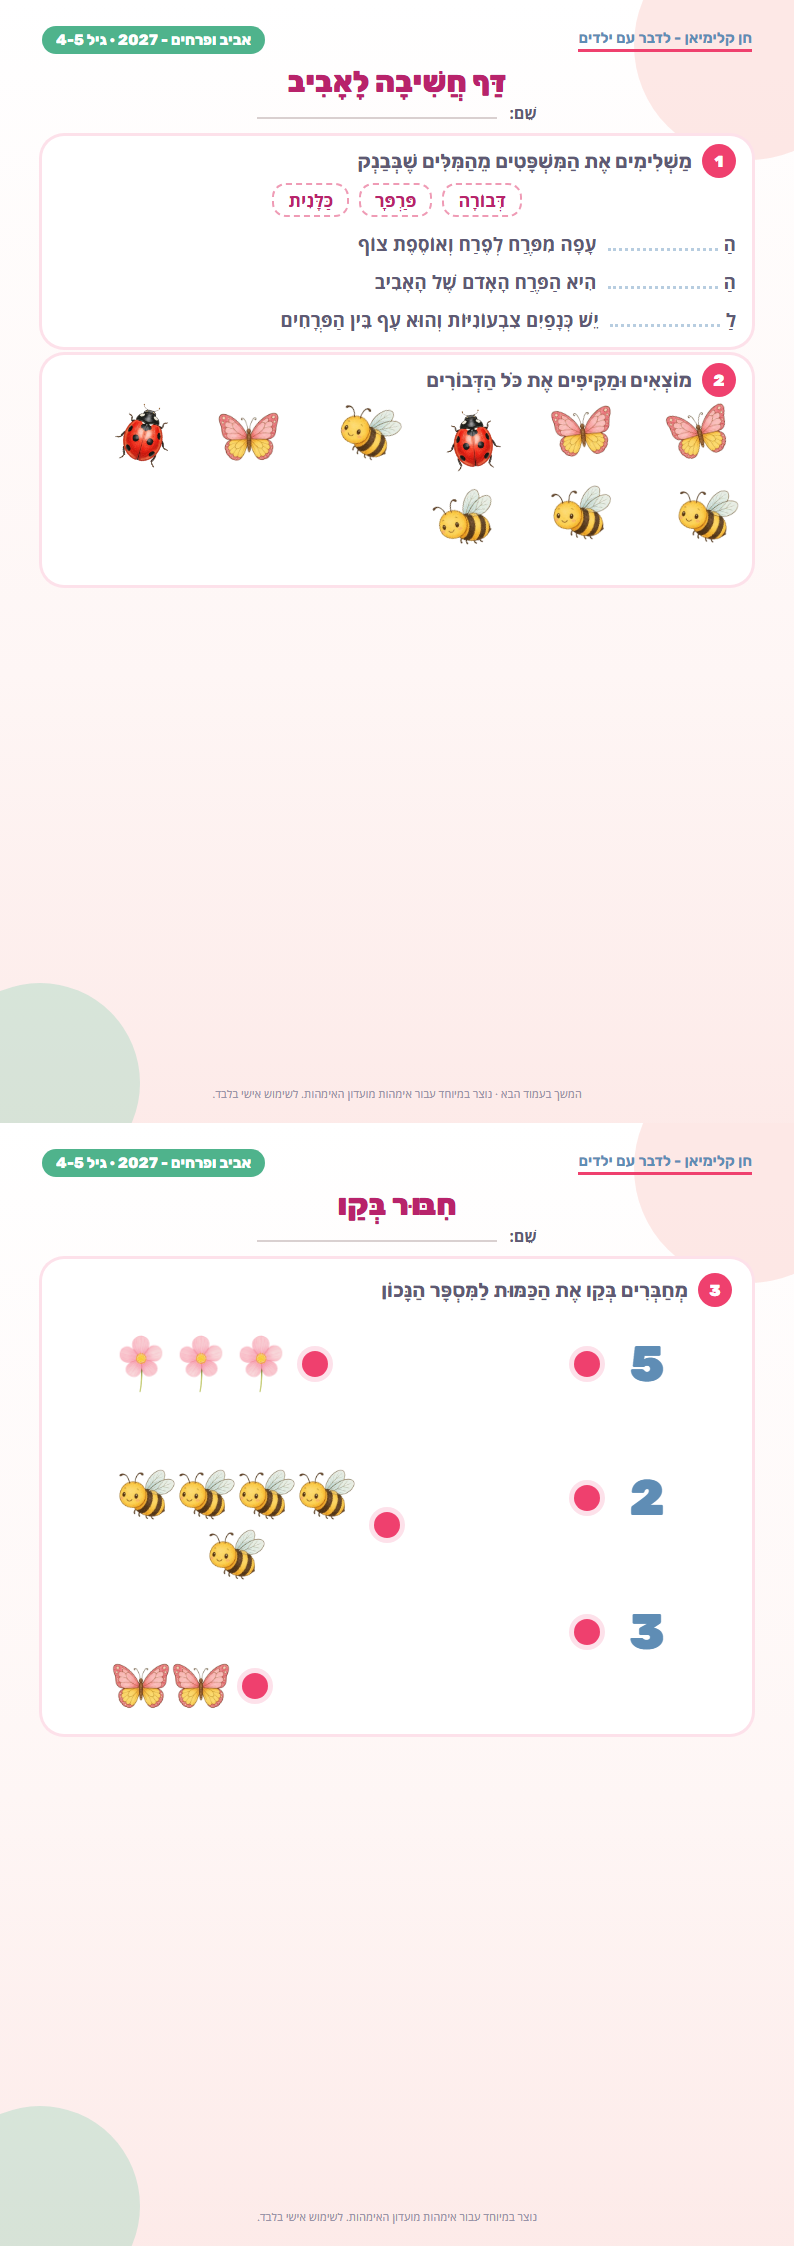 חן קלימיאן - לדבר עם ילדים
אביב ופרחים - 2027 • גיל 4-5
דַּף חֲשִׁיבָה לָאָבִיב
שֵׁם:
1 מַשְׁלִימִים אֶת הַמִּשְׁפָּטִים מֵהַמִּלִּים שֶׁבְּבַנְק
דְּבוֹרָה פַּרְפָּר כַּלָּנִית
הַ .................... עָפָה מִפֶּרַח לְפֶרַח וְאוֹסֶפֶת צוּף
הַ .................... הִיא הַפֶּרַח הָאָדֹם שֶׁל הָאָבִיב
לַ .................... יֵשׁ כְּנָפַיִם צִבְעוֹנִיּוֹת וְהוּא עָף בֵּין הַפְּרָחִים
2 מוֹצְאִים וּמַקִּיפִים אֶת כֹּל הַדְּבוֹרִים
המשך בעמוד הבא · נוצר במיוחד עבור אימהות מועדון האימהות. לשימוש אישי בלבד.
חן קלימיאן - לדבר עם ילדים
אביב ופרחים - 2027 • גיל 4-5
חִבּוּר בְּקַו
שֵׁם:
3 מְחַבְּרִים בְּקַו אֶת הַכַּמּוּת לַמִּסְפָּר הַנָּכוֹן
5
2
3
נוצר במיוחד עבור אימהות מועדון האימהות. לשימוש אישי בלבד.